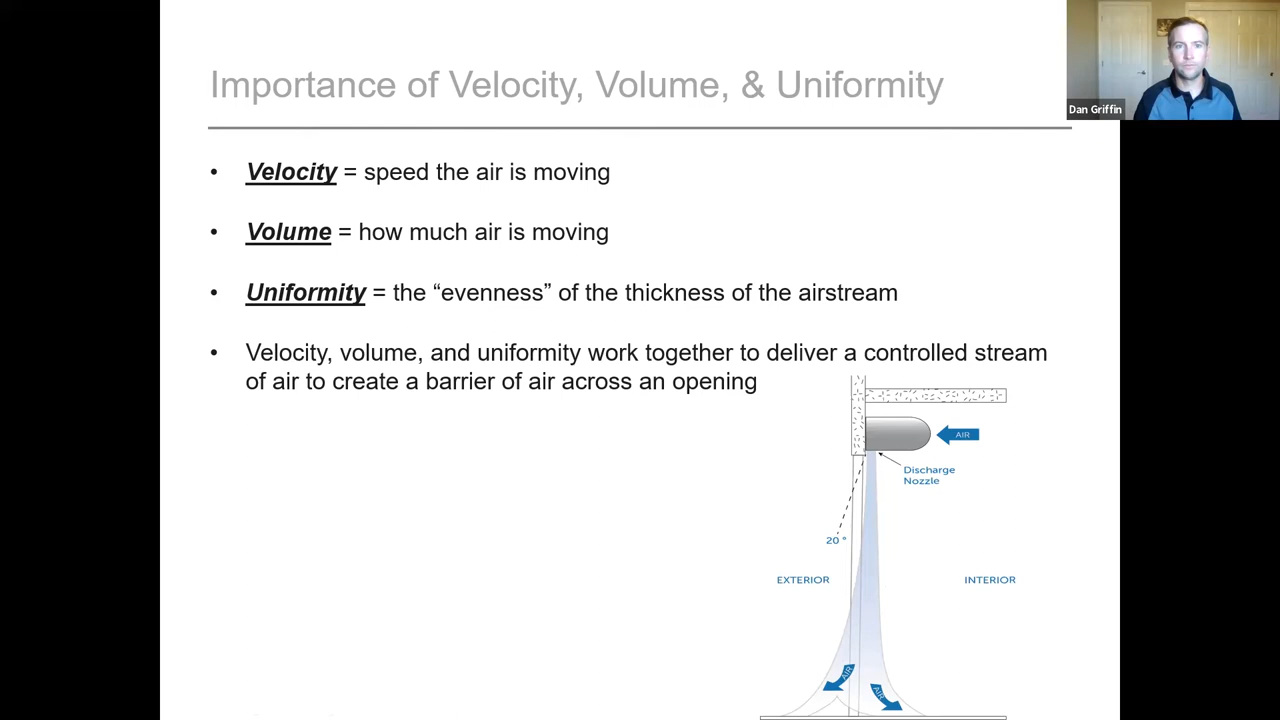 Importance of Velocity, Volume, & Uniformity
Dan Griffin
• Velocity = speed the air is moving
• Volume = how much air is moving
• Uniformity = the “evenness” of the thickness of the airstream
• Velocity, volume, and uniformity work together to deliver a controlled stream
of air to create a barrier of air across an opening
AIR
Discharge
Nozzle
20 °
EXTERIOR
INTERIOR
AIR
AIR